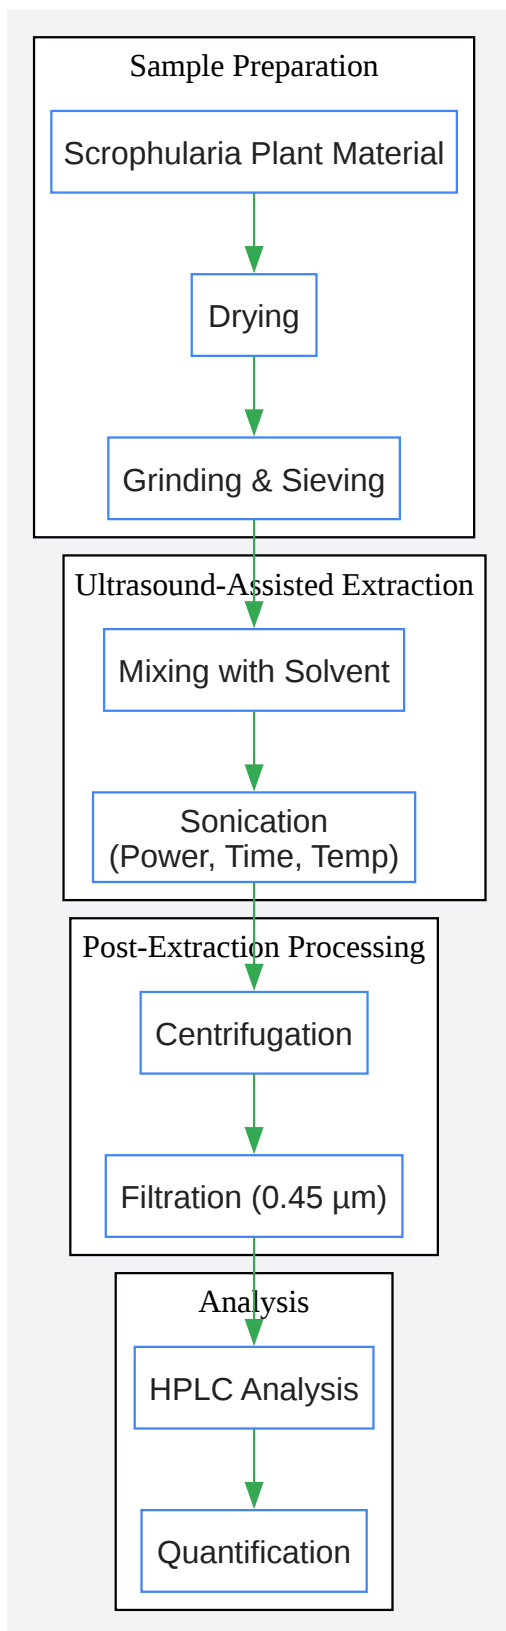 Sample Preparation
Scrophularia Plant Material
Drying
Grinding & Sieving
Ultrasound-Assisted Extraction
Mixing with Solvent
Sonication
(Power, Time, Temp)
Post-Extraction Processing
Centrifugation
Filtration (0.45 µm)
Analysis
HPLC Analysis
Quantification